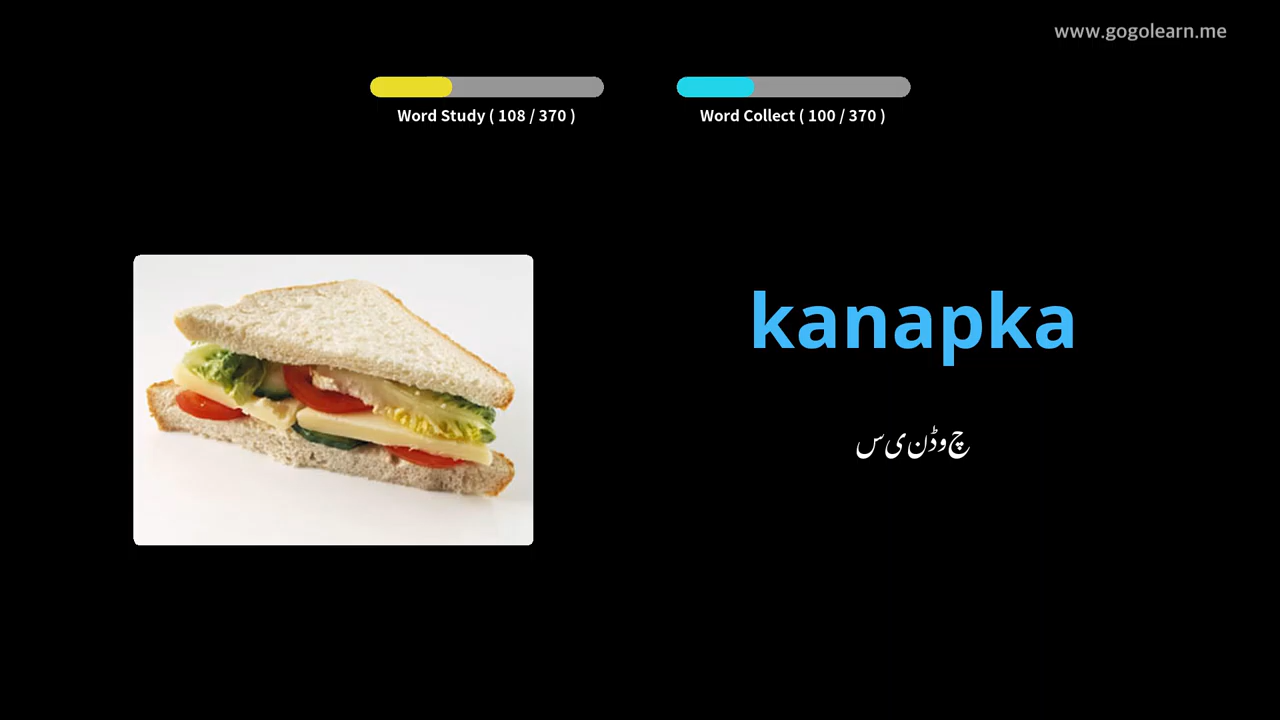 www.gogolearn.me
Word Study ( 108 / 370 )
Word Collect ( 100 / 370 )
kanapka
چ و ڈ ن ی س